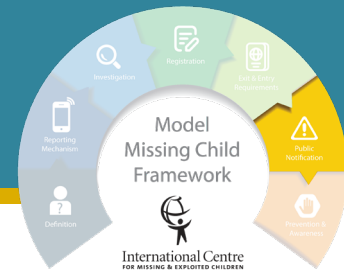 Definition
Reporting
Mechanism
Investigation
Registration
Exit & Entry
Requirements
Public
Notification
Prevention &
Awareness
Model
Missing Child
Framework
International Centre
FOR MISSING & EXPLOITED CHILDREN